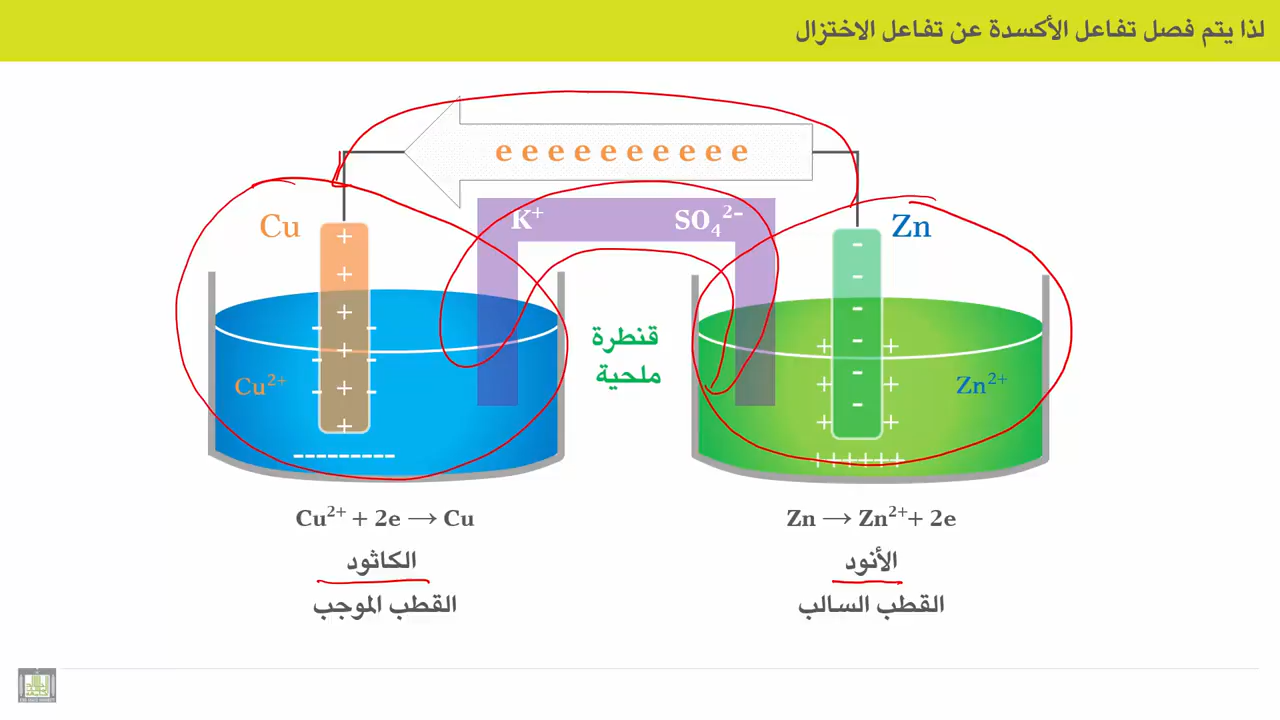 لذا يتم فصل تفاعل الأكسدة عن تفاعل الاختزال
e e e e e e e e e e
Cu
K⁺
SO₄²⁻
Zn
+
+
+
+
+
+
-
-
-
-
-
-
قنطرة
ملحية
Cu²⁺
Zn²⁺
- - - - - - - - -
+ + + + + +
Cu²⁺ + 2e ⟶ Cu
Zn ⟶ Zn²⁺+ 2e
الكاثود
الأنود
القطب الموجب
القطب السالب